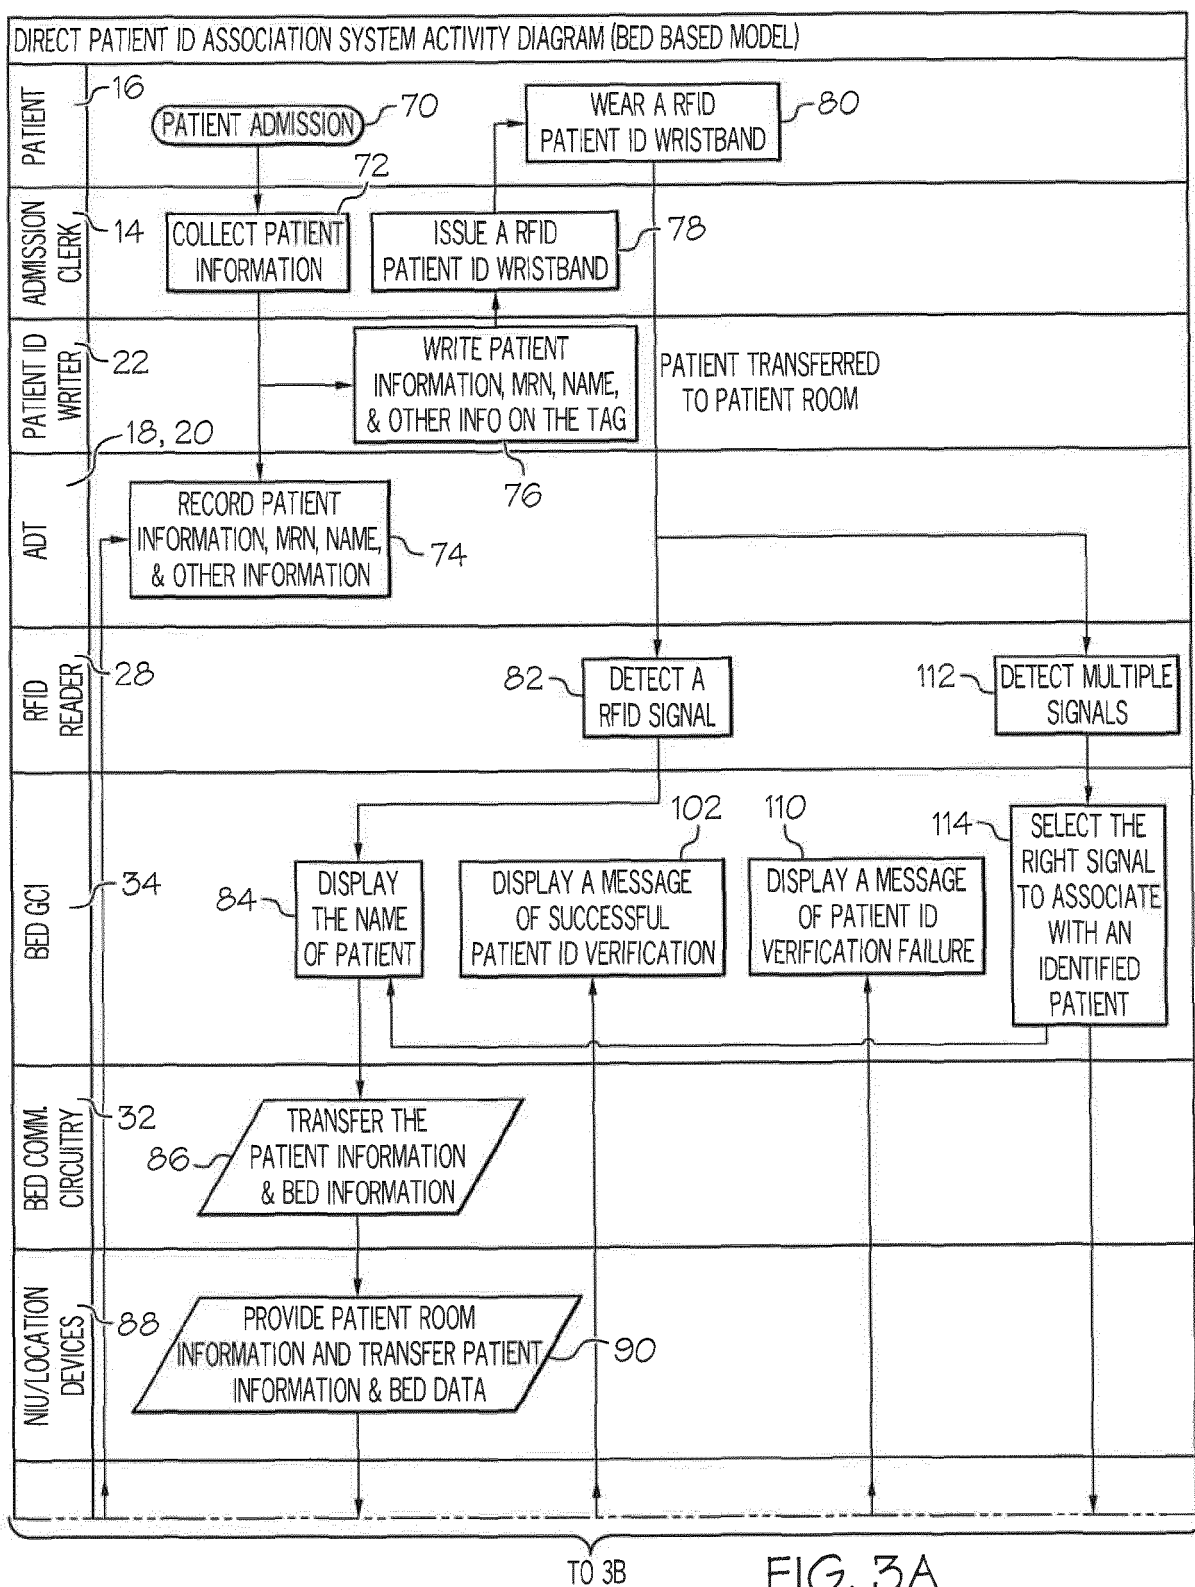 DIRECT PATIENT ID ASSOCIATION SYSTEM ACTIVITY DIAGRAM (BED BASED MODEL)
PATIENT
16
PATIENT ADMISSION
70
WEAR A RFID
PATIENT ID WRISTBAND
80
ADMISSION
CLERK
14
COLLECT PATIENT
INFORMATION
72
ISSUE A RFID
PATIENT ID WRISTBAND
78
PATIENT ID
WRITER
22
WRITE PATIENT
INFORMATION, MRN, NAME,
& OTHER INFO ON THE TAG
76
PATIENT TRANSFERRED
TO PATIENT ROOM
ADT
18, 20
RECORD PATIENT
INFORMATION, MRN, NAME,
& OTHER INFORMATION
74
RFID
READER
28
82
DETECT A
RFID SIGNAL
112
DETECT MULTIPLE
SIGNALS
BED GCI
34
84
DISPLAY
THE NAME
OF PATIENT
102
DISPLAY A MESSAGE
OF SUCCESSFUL
PATIENT ID VERIFICATION
110
DISPLAY A MESSAGE
OF PATIENT ID
VERIFICATION FAILURE
114
SELECT THE
RIGHT SIGNAL
TO ASSOCIATE
WITH AN
IDENTIFIED
PATIENT
BED COMM.
CIRCUITRY
32
86
TRANSFER THE
PATIENT INFORMATION
& BED INFORMATION
NIU/LOCATION
DEVICES
88
PROVIDE PATIENT ROOM
INFORMATION AND TRANSFER PATIENT
INFORMATION & BED DATA
90
TO 3B
FIG. 3A